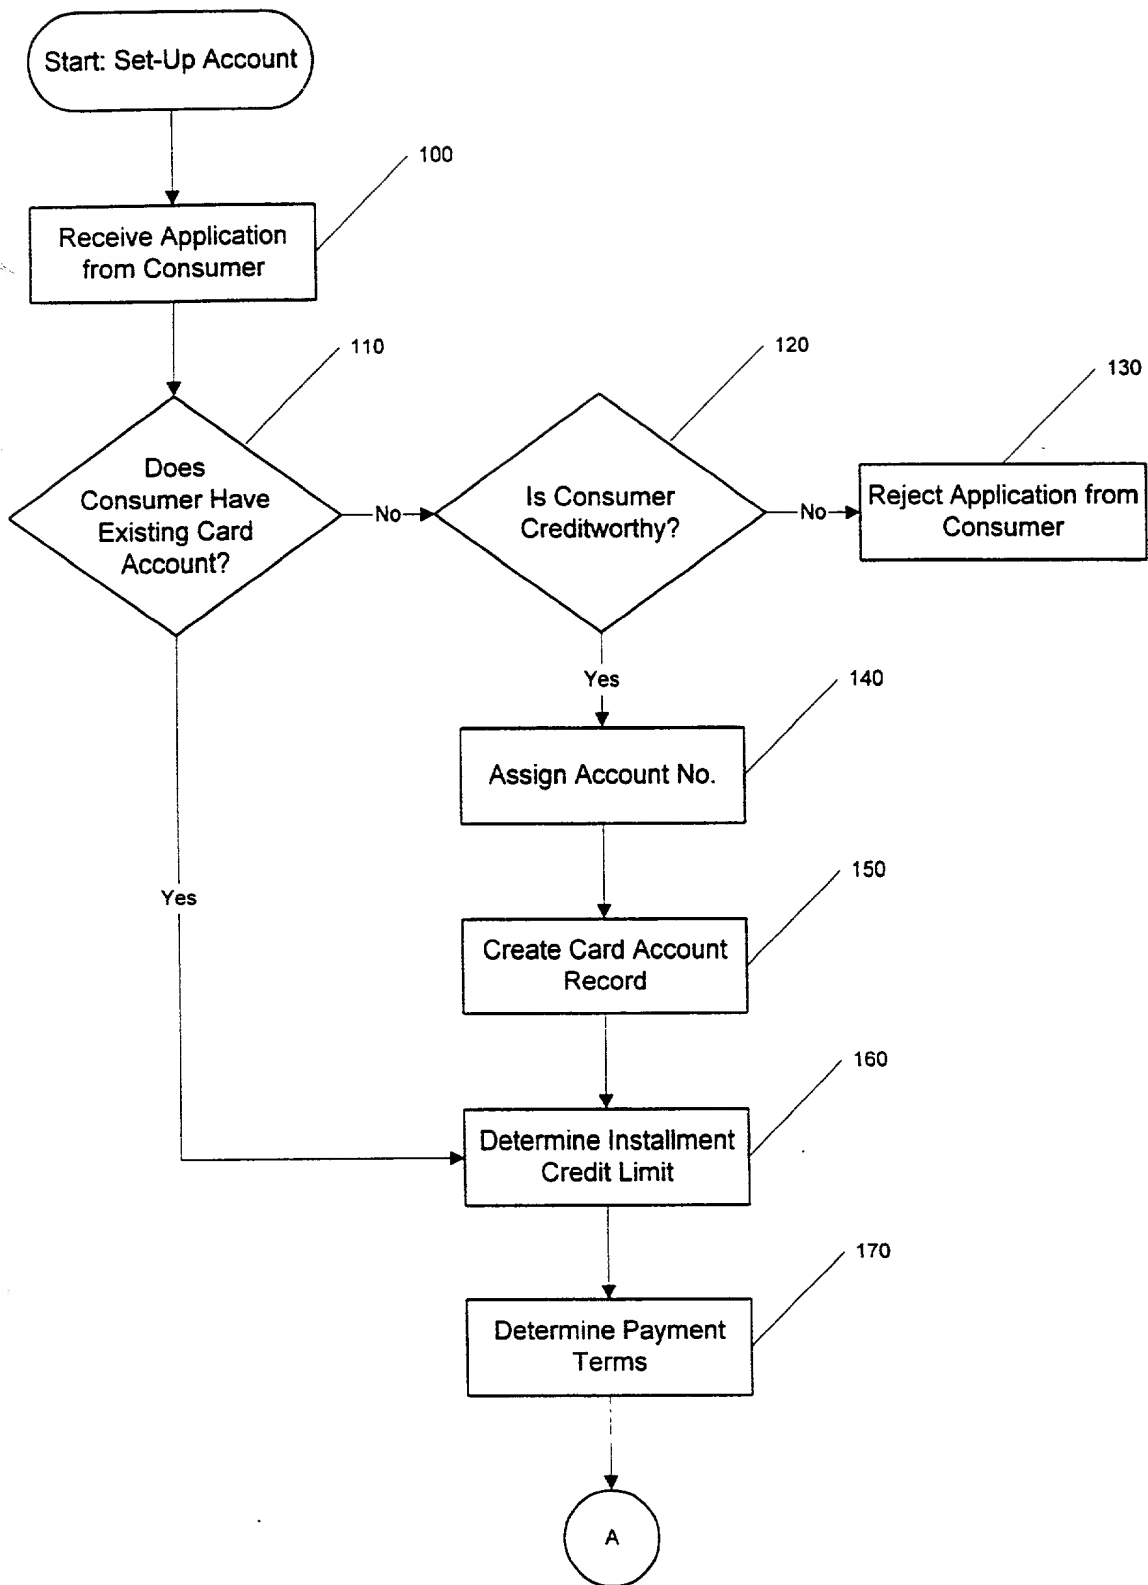 Start: Set-Up Account
100
Receive Application
from Consumer
110
Does
Consumer Have
Existing Card
Account?
No
120
Is Consumer
Creditworthy?
No
130
Reject Application from
Consumer
Yes
140
Assign Account No.
150
Create Card Account
Record
Yes
160
Determine Installment
Credit Limit
170
Determine Payment
Terms
A